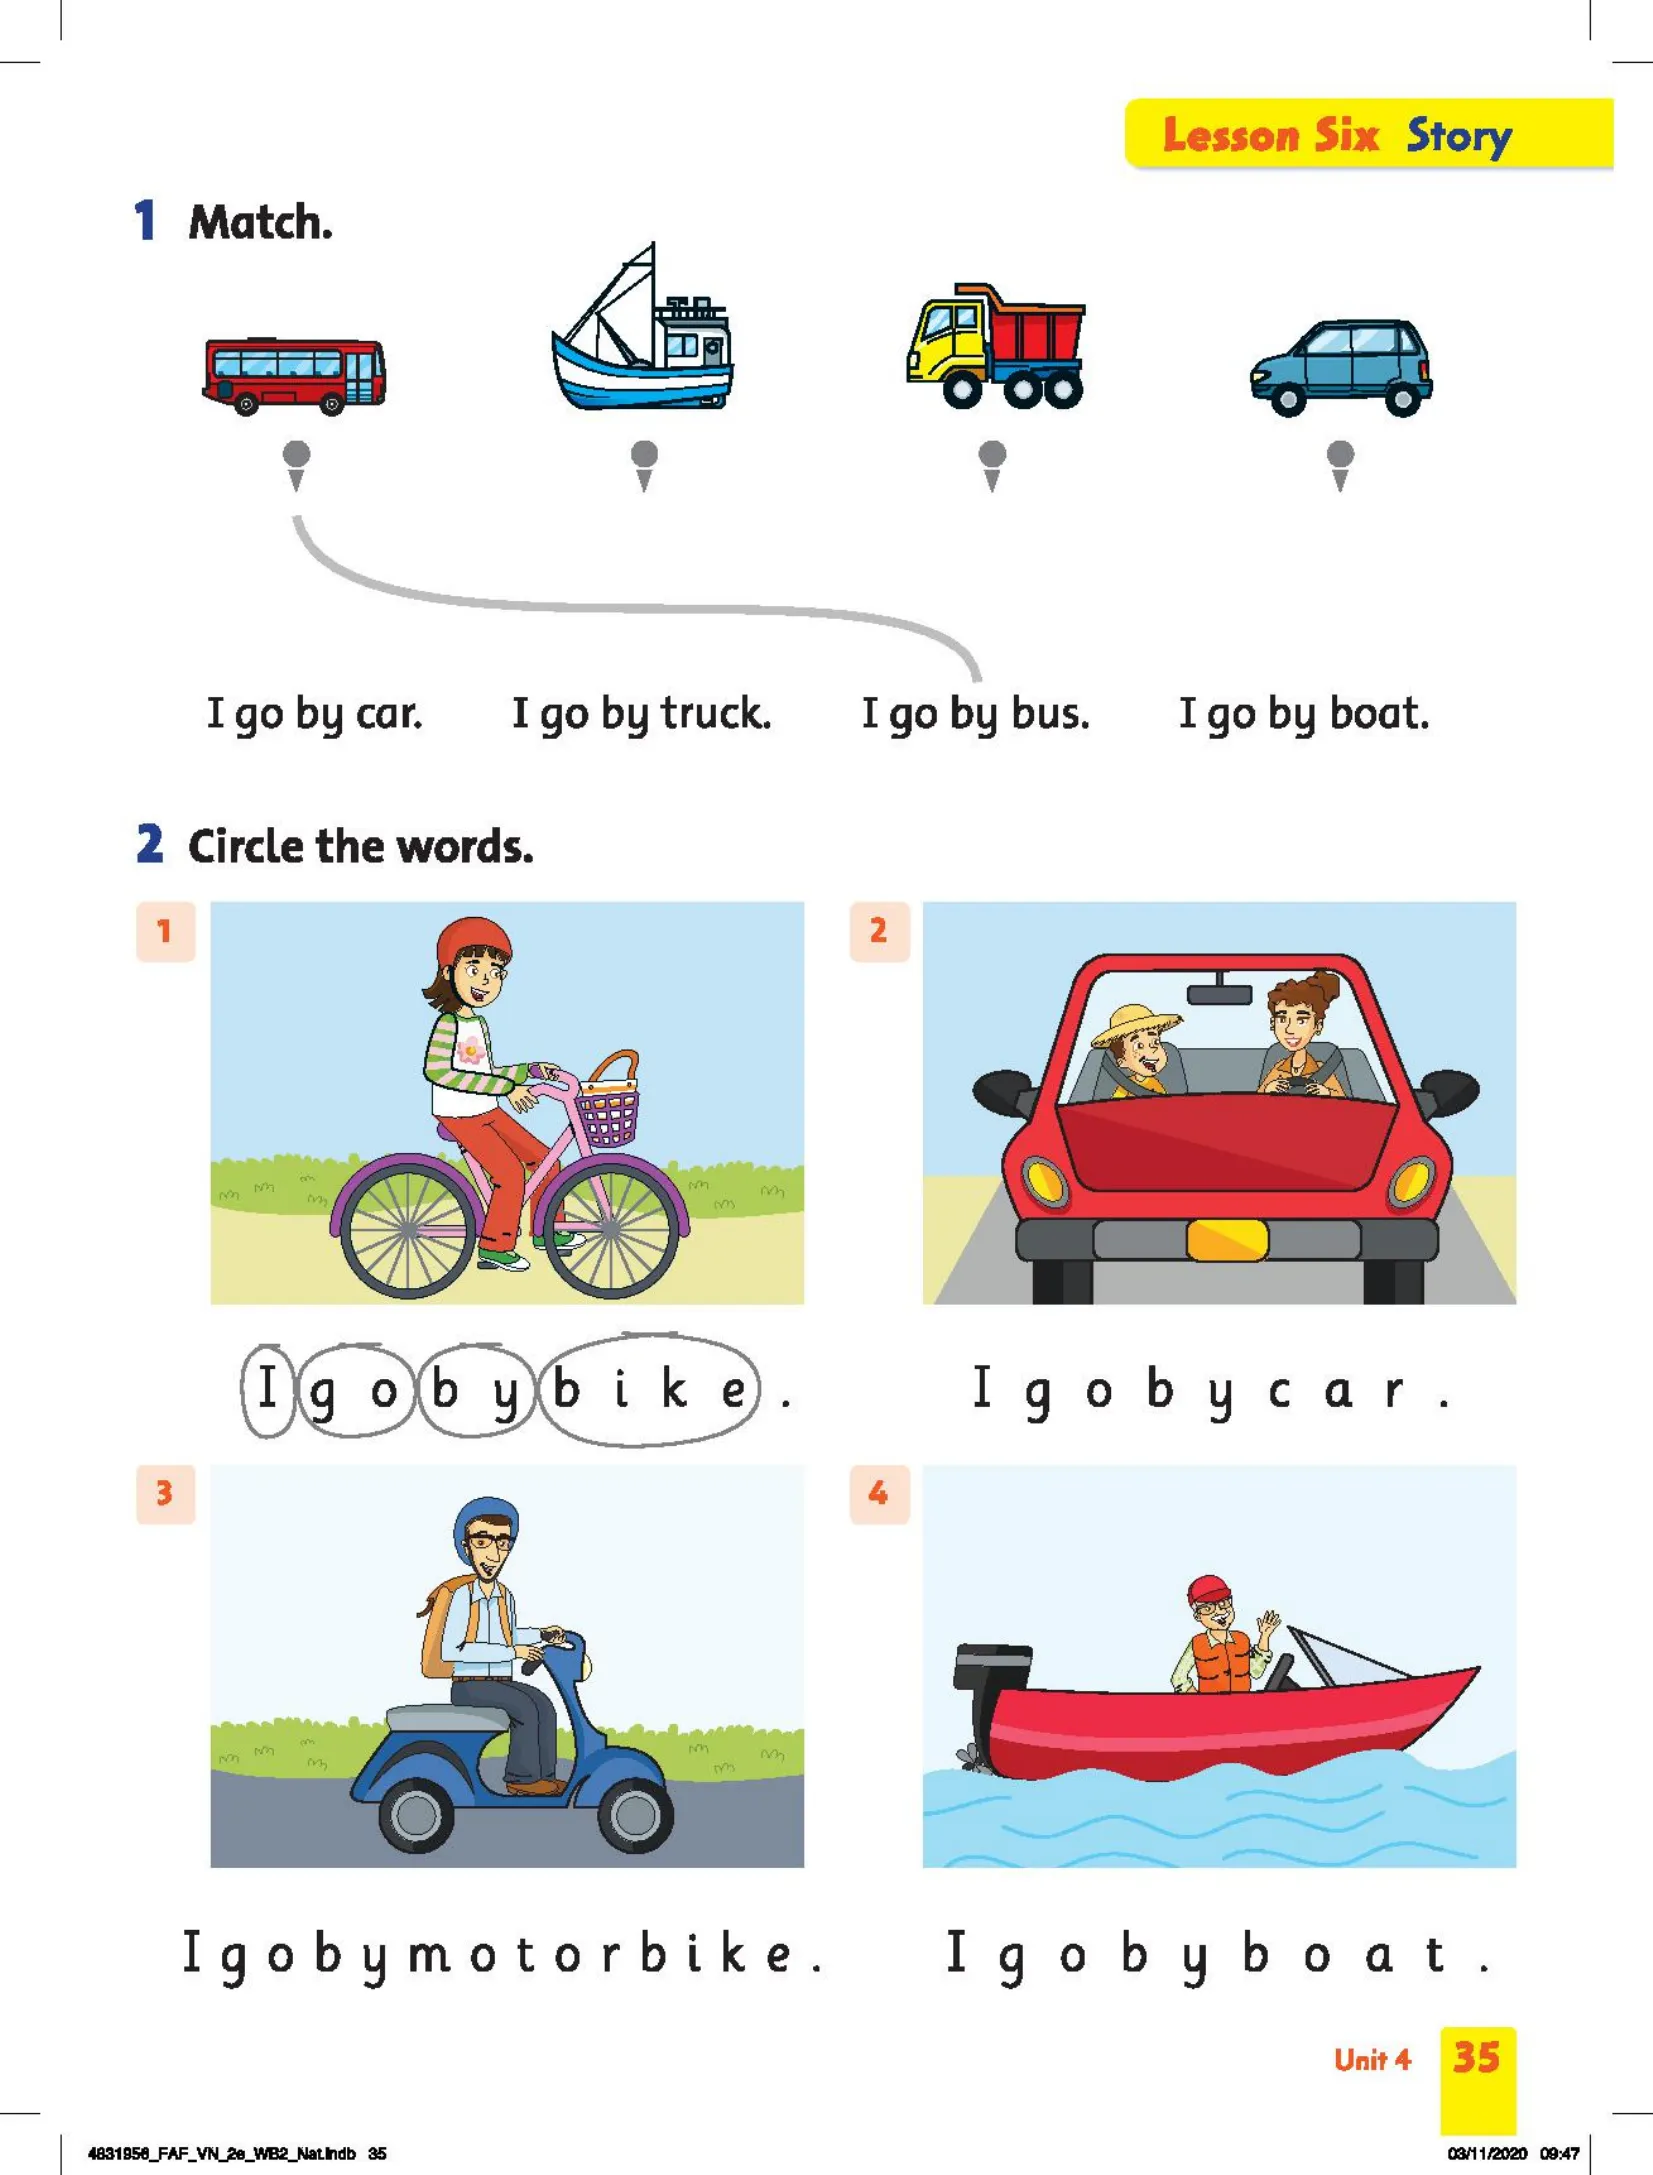 Lesson Six Story
1 Match.
I go by car. I go by truck. I go by bus. I go by boat.
2 Circle the words.
1 2
I g o b y b i k e . I g o b y c a r .
3 4
I g o b y m o t o r b i k e . I g o b y b o a t .
Unit 4 35
4831956_FAF_VN_2e_WB2_Nat.indb 35 03/11/2020 09:47